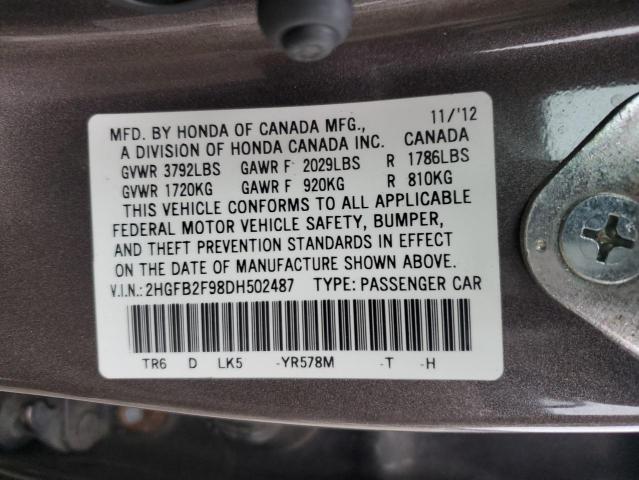 MFD. BY HONDA OF CANADA MFG., 11/'12
A DIVISION OF HONDA CANADA INC. CANADA
GVWR 3792LBS GAWR F 2029LBS R 1786LBS
GVWR 1720KG GAWR F 920KG R 810KG
THIS VEHICLE CONFORMS TO ALL APPLICABLE
FEDERAL MOTOR VEHICLE SAFETY, BUMPER,
AND THEFT PREVENTION STANDARDS IN EFFECT
ON THE DATE OF MANUFACTURE SHOWN ABOVE.
V.I.N.: 2HGFB2F98DH502487 TYPE: PASSENGER CAR
TR6 D LK5 -YR578M -T -H